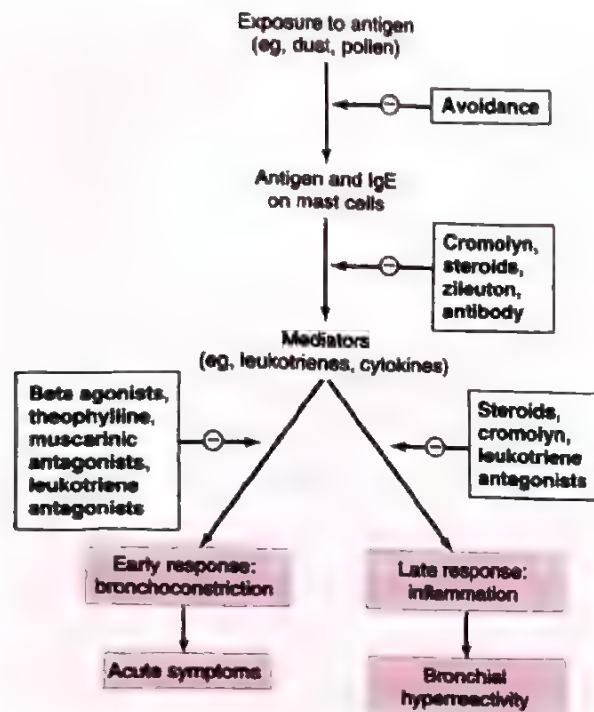 Exposure to antigen
(eg, dust, pollen)
Avoidance
Antigen and IgE
on mast cells
Cromolyn,
steroids,
zileuton,
antibody
Mediators
(eg, leukotrienes, cytokines)
Beta agonists,
theophylline,
muscarinic
antagonists,
leukotriene
antagonists
Steroids,
cromolyn,
leukotriene
antagonists
Early response:
bronchoconstriction
Late response:
inflammation
Acute symptoms
Bronchial
hyperreactivity